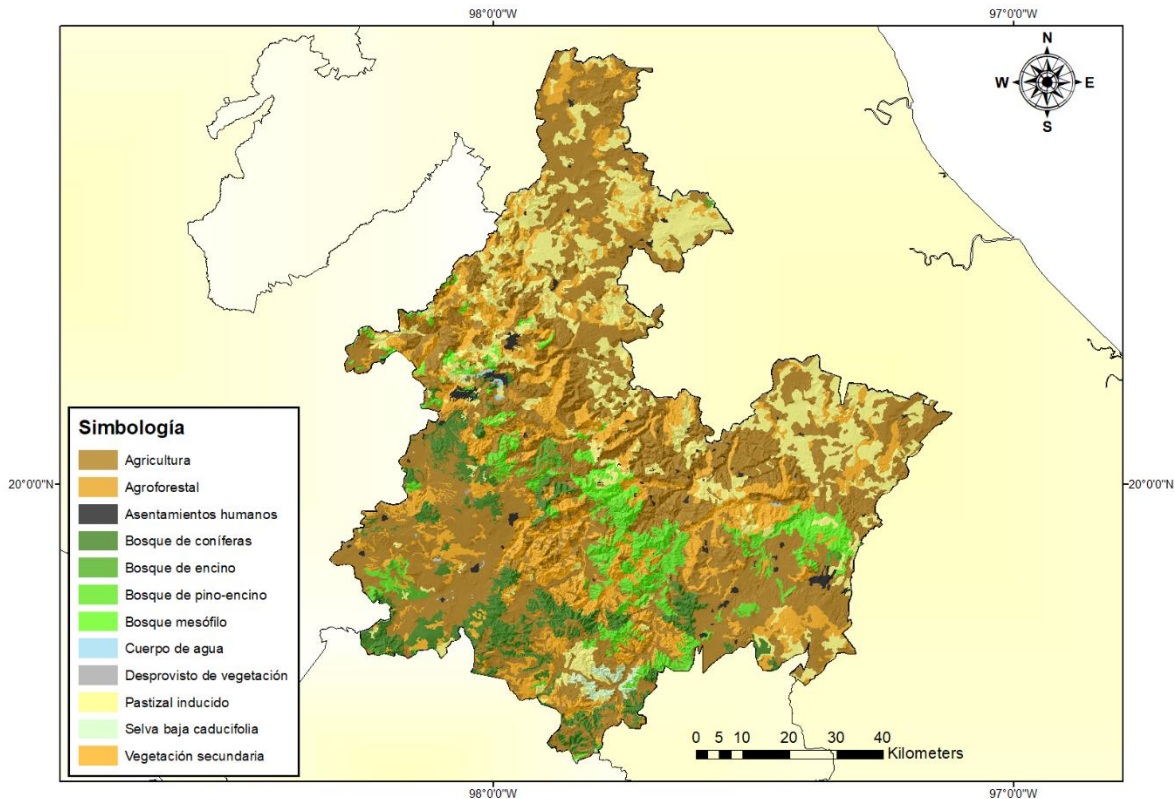 98°0'0"W 97°0'0"W
N
W E
S
Simbología
Agricultura
Agroforestal
Asentamientos humanos
Bosque de coníferas
Bosque de encino
Bosque de pino-encino
Bosque mesófilo
Cuerpo de agua
Desprovisto de vegetación
Pastizal inducido
Selva baja caducifolia
Vegetación secundaria
20°0'0"N 20°0'0"N
0 5 10 20 30 40
Kilometers
98°0'0"W 97°0'0"W